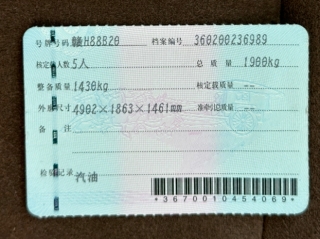 号牌号码 赣H88B20 档案编号 360200236989
核定载人数 5人 总质量 1900kg
整备质量 1430kg 核定载质量 --
外廓尺寸 4902×1863×1461mm 准牵引总质量 --
备注
检验记录 汽油
*3670010454069*